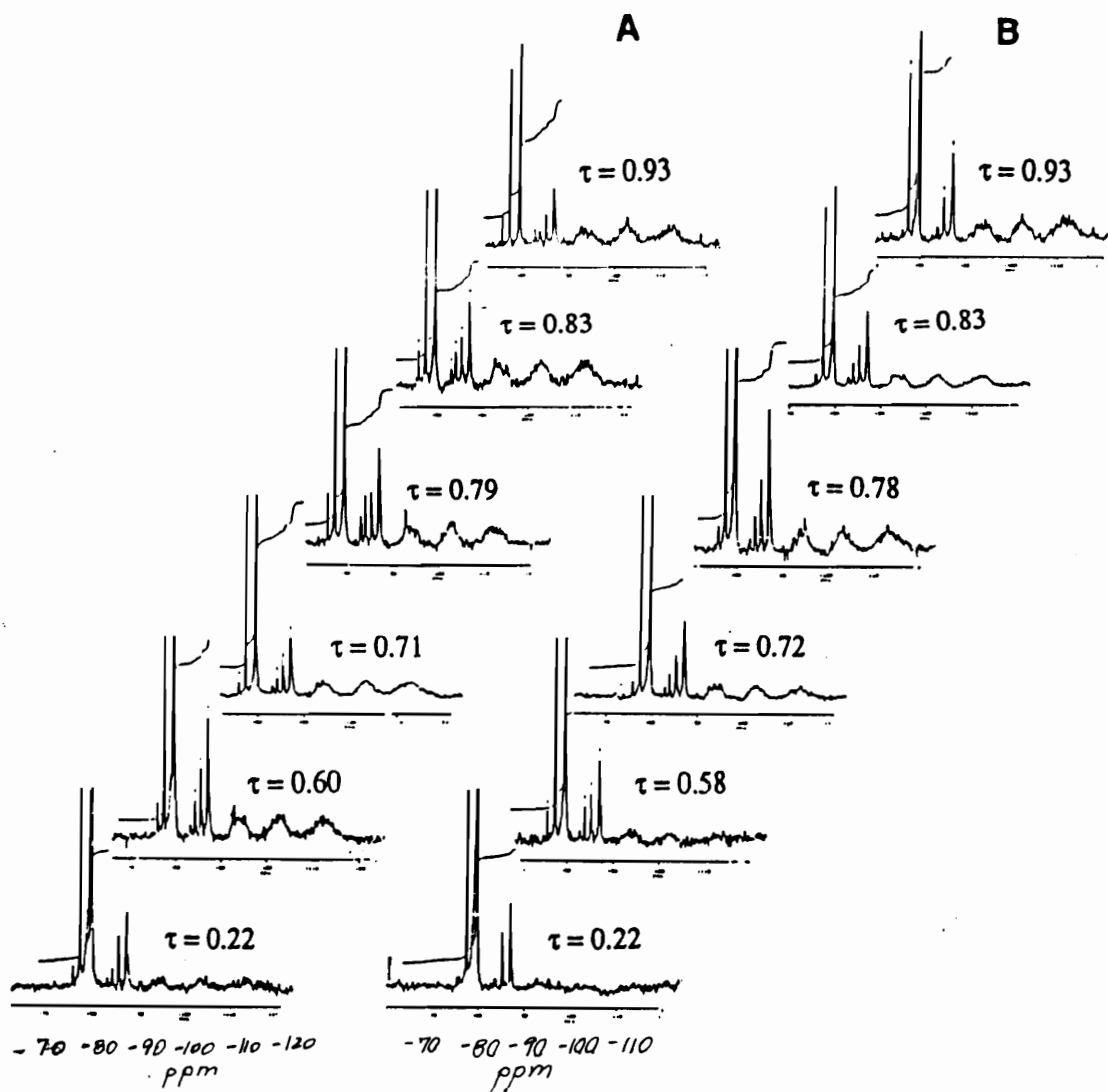 A
B
τ = 0.93
τ = 0.93
τ = 0.83
τ = 0.83
τ = 0.79
τ = 0.78
τ = 0.71
τ = 0.72
τ = 0.60
τ = 0.58
τ = 0.22
τ = 0.22
-70 -80 -90 -100 -110 -120
-70 -80 -90 -100 -110
ppm
ppm